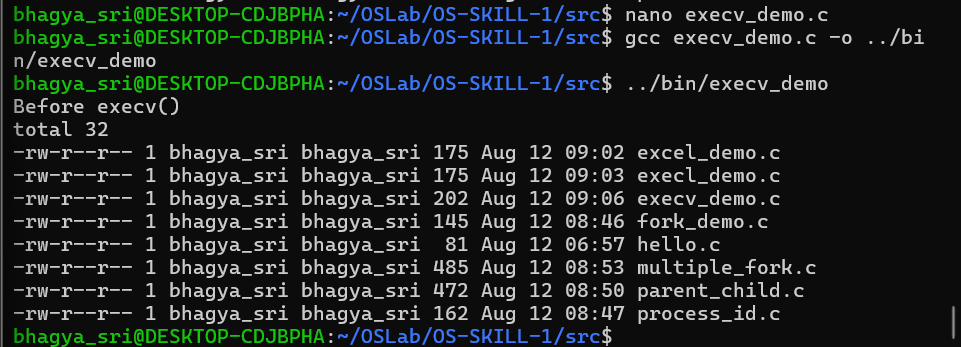 bhagya_sri@DESKTOP-CDJBPHA:~/OSLab/OS-SKILL-1/src$ nano execv_demo.c
bhagya_sri@DESKTOP-CDJBPHA:~/OSLab/OS-SKILL-1/src$ gcc execv_demo.c -o ../bi
n/execv_demo
bhagya_sri@DESKTOP-CDJBPHA:~/OSLab/OS-SKILL-1/src$ ../bin/execv_demo
Before execv()
total 32
-rw-r--r-- 1 bhagya_sri bhagya_sri 175 Aug 12 09:02 excel_demo.c
-rw-r--r-- 1 bhagya_sri bhagya_sri 175 Aug 12 09:03 execl_demo.c
-rw-r--r-- 1 bhagya_sri bhagya_sri 202 Aug 12 09:06 execv_demo.c
-rw-r--r-- 1 bhagya_sri bhagya_sri 145 Aug 12 08:46 fork_demo.c
-rw-r--r-- 1 bhagya_sri bhagya_sri  81 Aug 12 06:57 hello.c
-rw-r--r-- 1 bhagya_sri bhagya_sri 485 Aug 12 08:53 multiple_fork.c
-rw-r--r-- 1 bhagya_sri bhagya_sri 472 Aug 12 08:50 parent_child.c
-rw-r--r-- 1 bhagya_sri bhagya_sri 162 Aug 12 08:47 process_id.c
bhagya_sri@DESKTOP-CDJBPHA:~/OSLab/OS-SKILL-1/src$